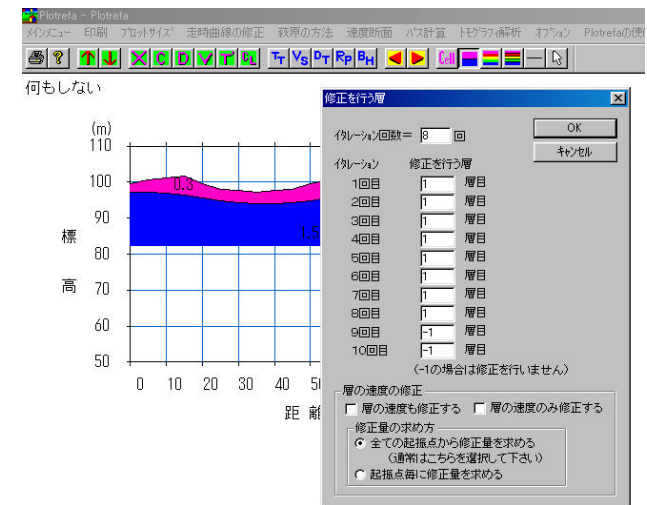 Plotrefa - Plotrefa
メインメニュー 印刷 プロットサイズ 走時曲線の修正 萩原の方法 速度断面 パス計算 トモグラフィ解析 オプション Plotrefaの使
X C D TT VS DT RP BH Cell
何もしない
修正を行う層
イタレーション回数＝ 8 回
OK
キャンセル
イタレーション 修正を行う層
1回目 1 層目
2回目 1 層目
3回目 1 層目
4回目 1 層目
5回目 1 層目
6回目 1 層目
7回目 1 層目
8回目 1 層目
9回目 -1 層目
10回目 -1 層目
(-1の場合は修正を行いません)
層の速度の修正
層の速度も修正する 層の速度のみ修正する
修正量の求め方
全ての起振点から修正量を求める
(通常はこちらを選択して下さい)
起振点毎に修正量を求める
(m)
110
100
90
80
70
60
50
標高
0.3
1.5
0 10 20 30 40
距離